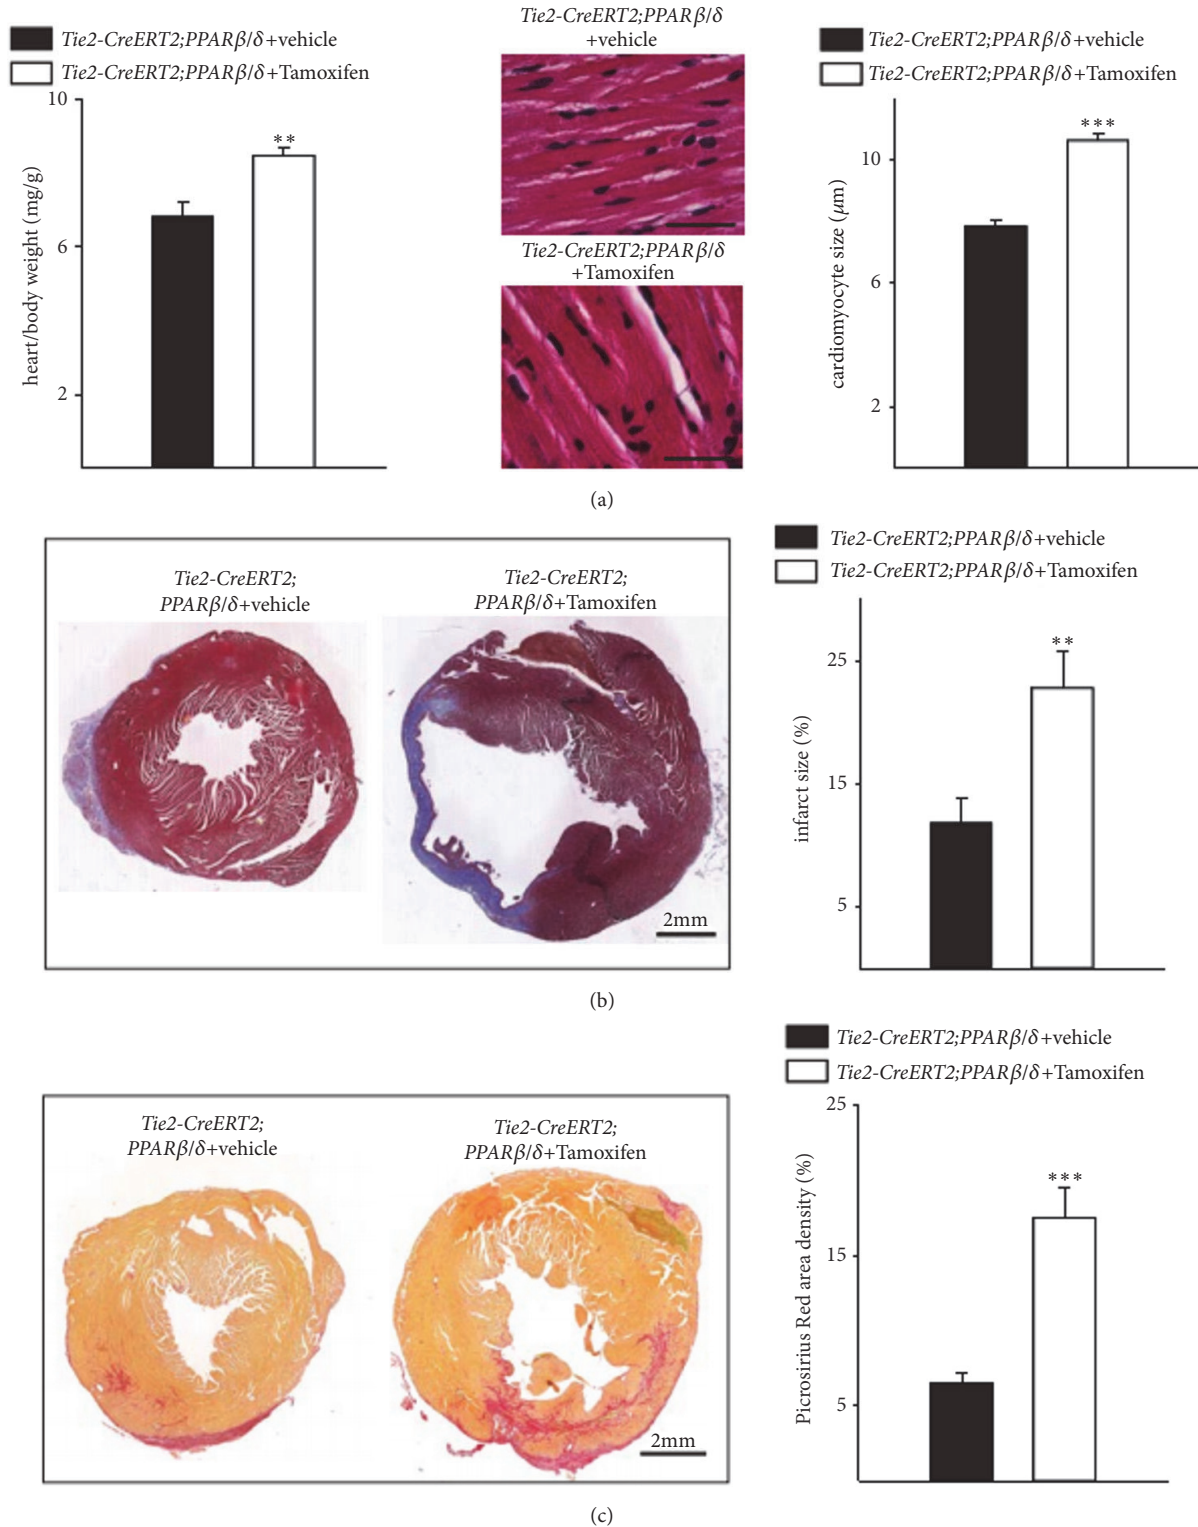 Tie2-CreERT2;PPARβ/δ+vehicle
Tie2-CreERT2;PPARβ/δ+Tamoxifen
10
6
2
heart/body weight (mg/g)
**
Tie2-CreERT2;PPARβ/δ
+vehicle
Tie2-CreERT2;PPARβ/δ
+Tamoxifen
Tie2-CreERT2;PPARβ/δ+vehicle
Tie2-CreERT2;PPARβ/δ+Tamoxifen
10
6
2
cardiomyocyte size (μm)
***
(a)
Tie2-CreERT2;
PPARβ/δ+vehicle
Tie2-CreERT2;
PPARβ/δ+Tamoxifen
2mm
Tie2-CreERT2;PPARβ/δ+vehicle
Tie2-CreERT2;PPARβ/δ+Tamoxifen
25
15
5
infarct size (%)
**
(b)
Tie2-CreERT2;
PPARβ/δ+vehicle
Tie2-CreERT2;
PPARβ/δ+Tamoxifen
2mm
Tie2-CreERT2;PPARβ/δ+vehicle
Tie2-CreERT2;PPARβ/δ+Tamoxifen
25
15
5
Picrosirius Red area density (%)
***
(c)